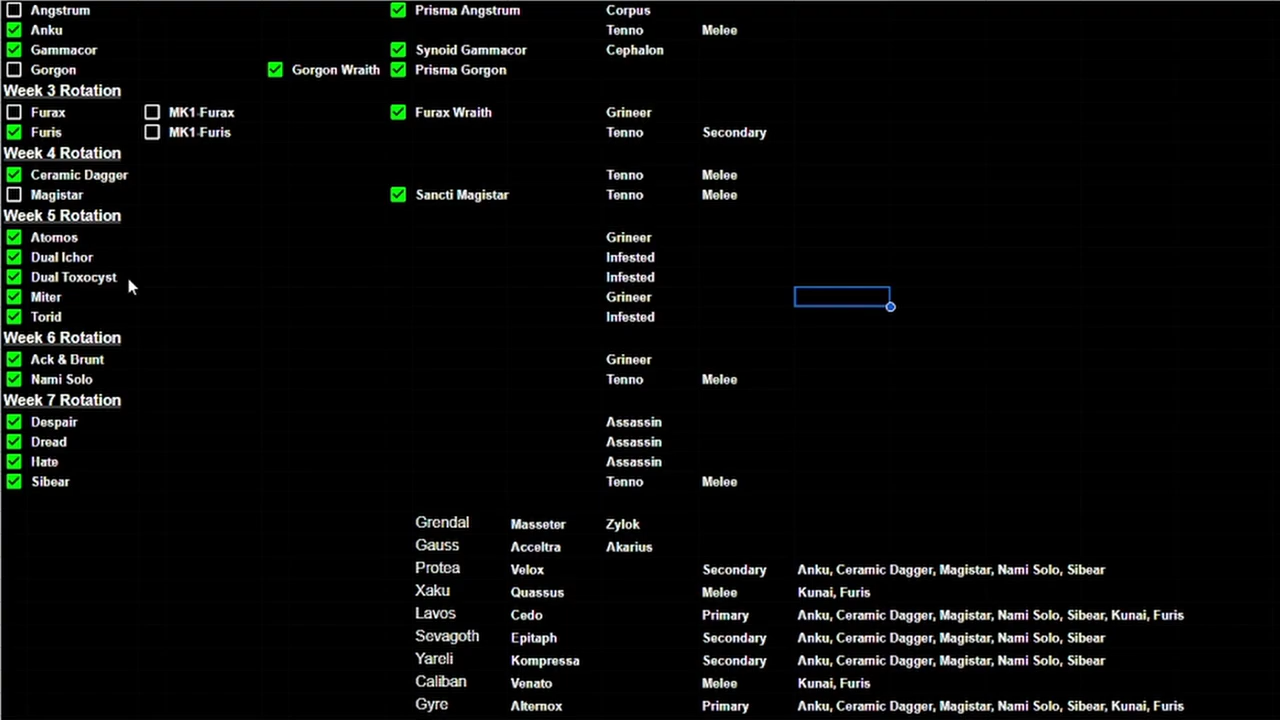 Angstrum Prisma Angstrum Corpus
Anku Tenno Melee
Gammacor Synoid Gammacor Cephalon
Gorgon Gorgon Wraith Prisma Gorgon
Week 3 Rotation
Furax MK1-Furax Furax Wraith Grineer
Furis MK1-Furis Tenno Secondary
Week 4 Rotation
Ceramic Dagger Tenno Melee
Magistar Sancti Magistar Tenno Melee
Week 5 Rotation
Atomos Grineer
Dual Ichor Infested
Dual Toxocyst Infested
Miter Grineer
Torid Infested
Week 6 Rotation
Ack & Brunt Grineer
Nami Solo Tenno Melee
Week 7 Rotation
Despair Assassin
Dread Assassin
Hate Assassin
Sibear Tenno Melee
Grendal Masseter Zylok
Gauss Acceltra Akarius
Protea Velox Secondary Anku, Ceramic Dagger, Magistar, Nami Solo, Sibear
Xaku Quassus Melee Kunai, Furis
Lavos Cedo Primary Anku, Ceramic Dagger, Magistar, Nami Solo, Sibear, Kunai, Furis
Sevagoth Epitaph Secondary Anku, Ceramic Dagger, Magistar, Nami Solo, Sibear
Yareli Kompressa Secondary Anku, Ceramic Dagger, Magistar, Nami Solo, Sibear
Caliban Venato Melee Kunai, Furis
Gyre Alternox Primary Anku, Ceramic Dagger, Magistar, Nami Solo, Sibear, Kunai, Furis